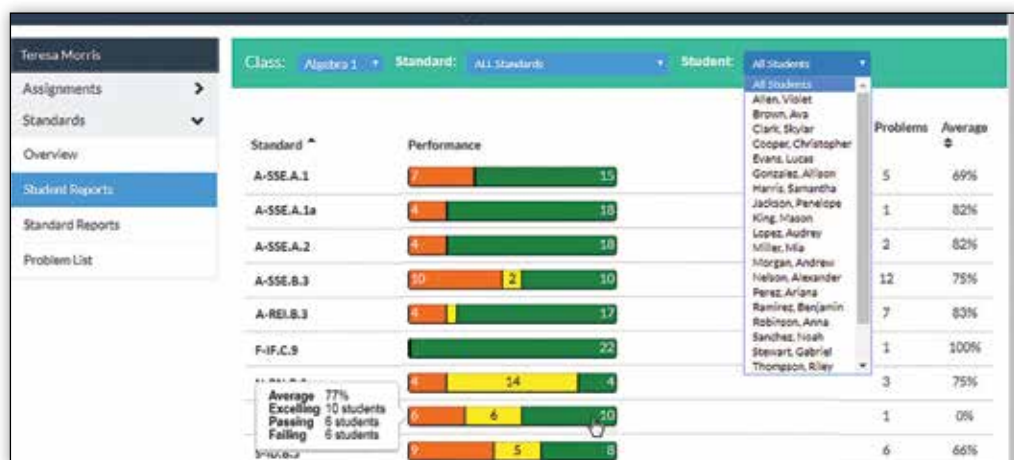 Teresa Morris
Assignments
Standards
Overview
Student Reports
Standard Reports
Problem List
Class: Algebra 1 Standard: ALL Standards Student: All Students
All Students
Allen, Violet
Brown, Ava
Clark, Skylar
Cooper, Christopher
Evans, Lucas
Gonzalez, Allison
Harris, Samantha
Jackson, Penelope
King, Mason
Lopez, Audrey
Miller, Mia
Morgan, Andrew
Nelson, Alexander
Perez, Ariana
Ramirez, Benjamin
Robinson, Anna
Sanchez, Noah
Stewart, Gabriel
Thompson, Riley
Standard Performance Problems Average
A-SSE.A.1 7 15 5 69%
A-SSE.A.1a 4 18 1 82%
A-SSE.A.2 4 18 2 82%
A-SSE.B.3 10 2 10 12 75%
A-REI.B.3 4 17 7 83%
F-IF.C.9 22 1 100%
4 14 4 3 75%
6 6 10 1 0%
9 5 8 6 66%
Average 77%
Excelling 10 students
Passing 6 students
Failing 6 students